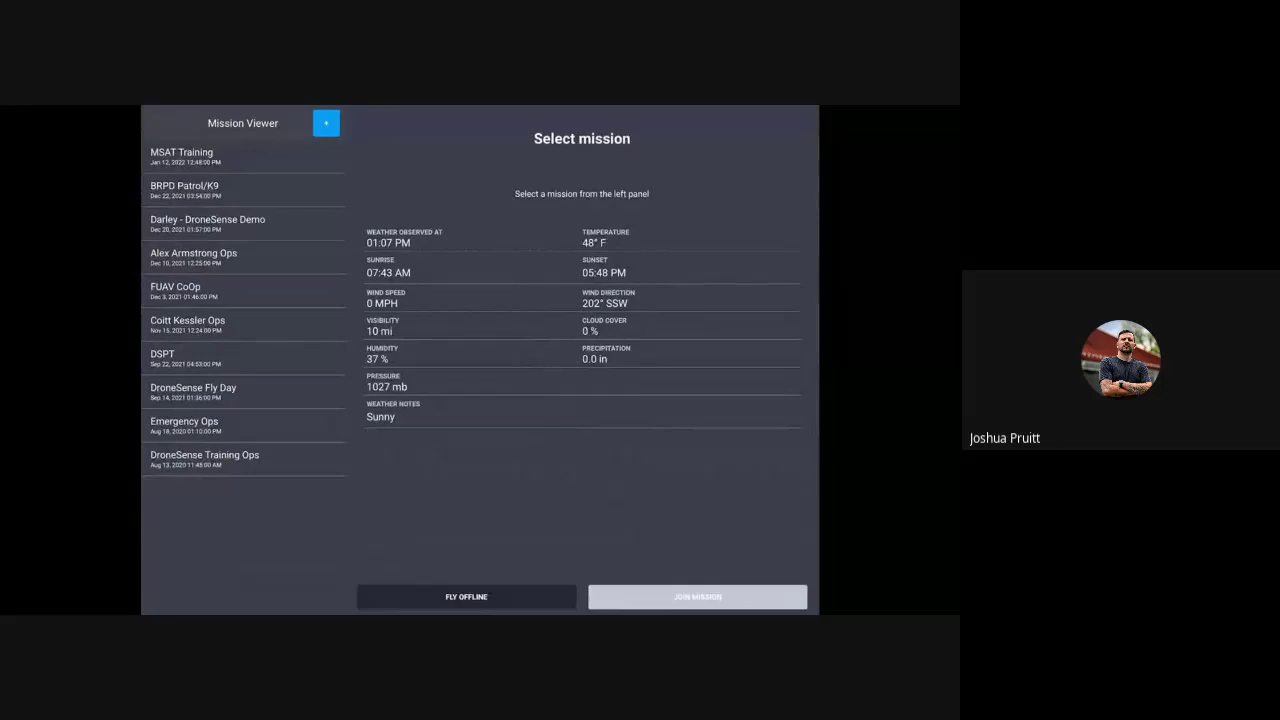 Mission Viewer
+
MSAT Training
Jan 12, 2022 12:48:00 PM
BRPD Patrol/K9
Dec 22, 2021 03:54:00 PM
Darley - DroneSense Demo
Dec 20, 2021 01:57:00 PM
Alex Armstrong Ops
Dec 10, 2021 12:25:00 PM
FUAV CoOp
Dec 3, 2021 01:46:00 PM
Coitt Kessler Ops
Nov 15, 2021 12:24:00 PM
DSPT
Sep 22, 2021 04:53:00 PM
DroneSense Fly Day
Sep 14, 2021 01:36:00 PM
Emergency Ops
Aug 18, 2020 01:10:00 PM
DroneSense Training Ops
Aug 13, 2020 11:48:00 AM
Select mission
Select a mission from the left panel
WEATHER OBSERVED AT
01:07 PM
TEMPERATURE
48° F
SUNRISE
07:43 AM
SUNSET
05:48 PM
WIND SPEED
0 MPH
WIND DIRECTION
202° SSW
VISIBILITY
10 mi
CLOUD COVER
0 %
HUMIDITY
37 %
PRECIPITATION
0.0 in
PRESSURE
1027 mb
WEATHER NOTES
Sunny
FLY OFFLINE
JOIN MISSION
Joshua Pruitt